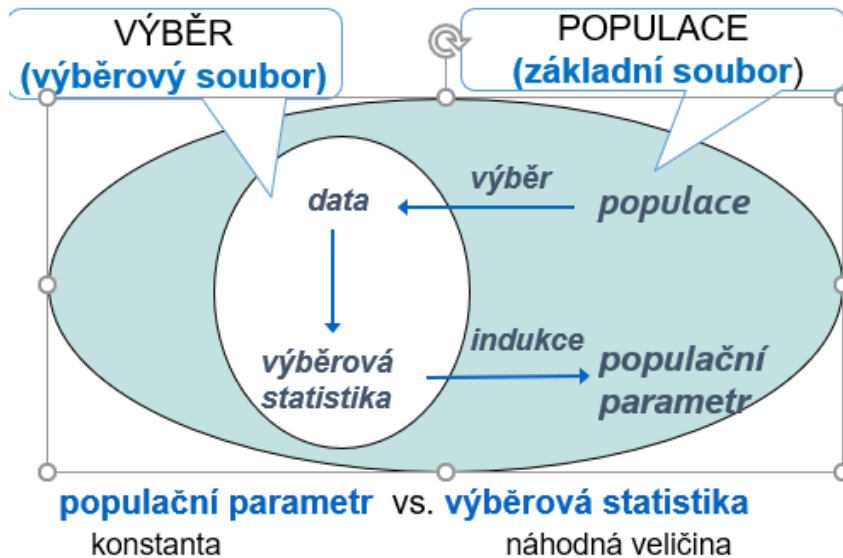 VÝBĚR
(výběrový soubor)
POPULACE
(základní soubor)
data
výběr
populace
výběrová
statistika
indukce
populační
parametr
populační parametr vs. výběrová statistika
konstanta
náhodná veličina